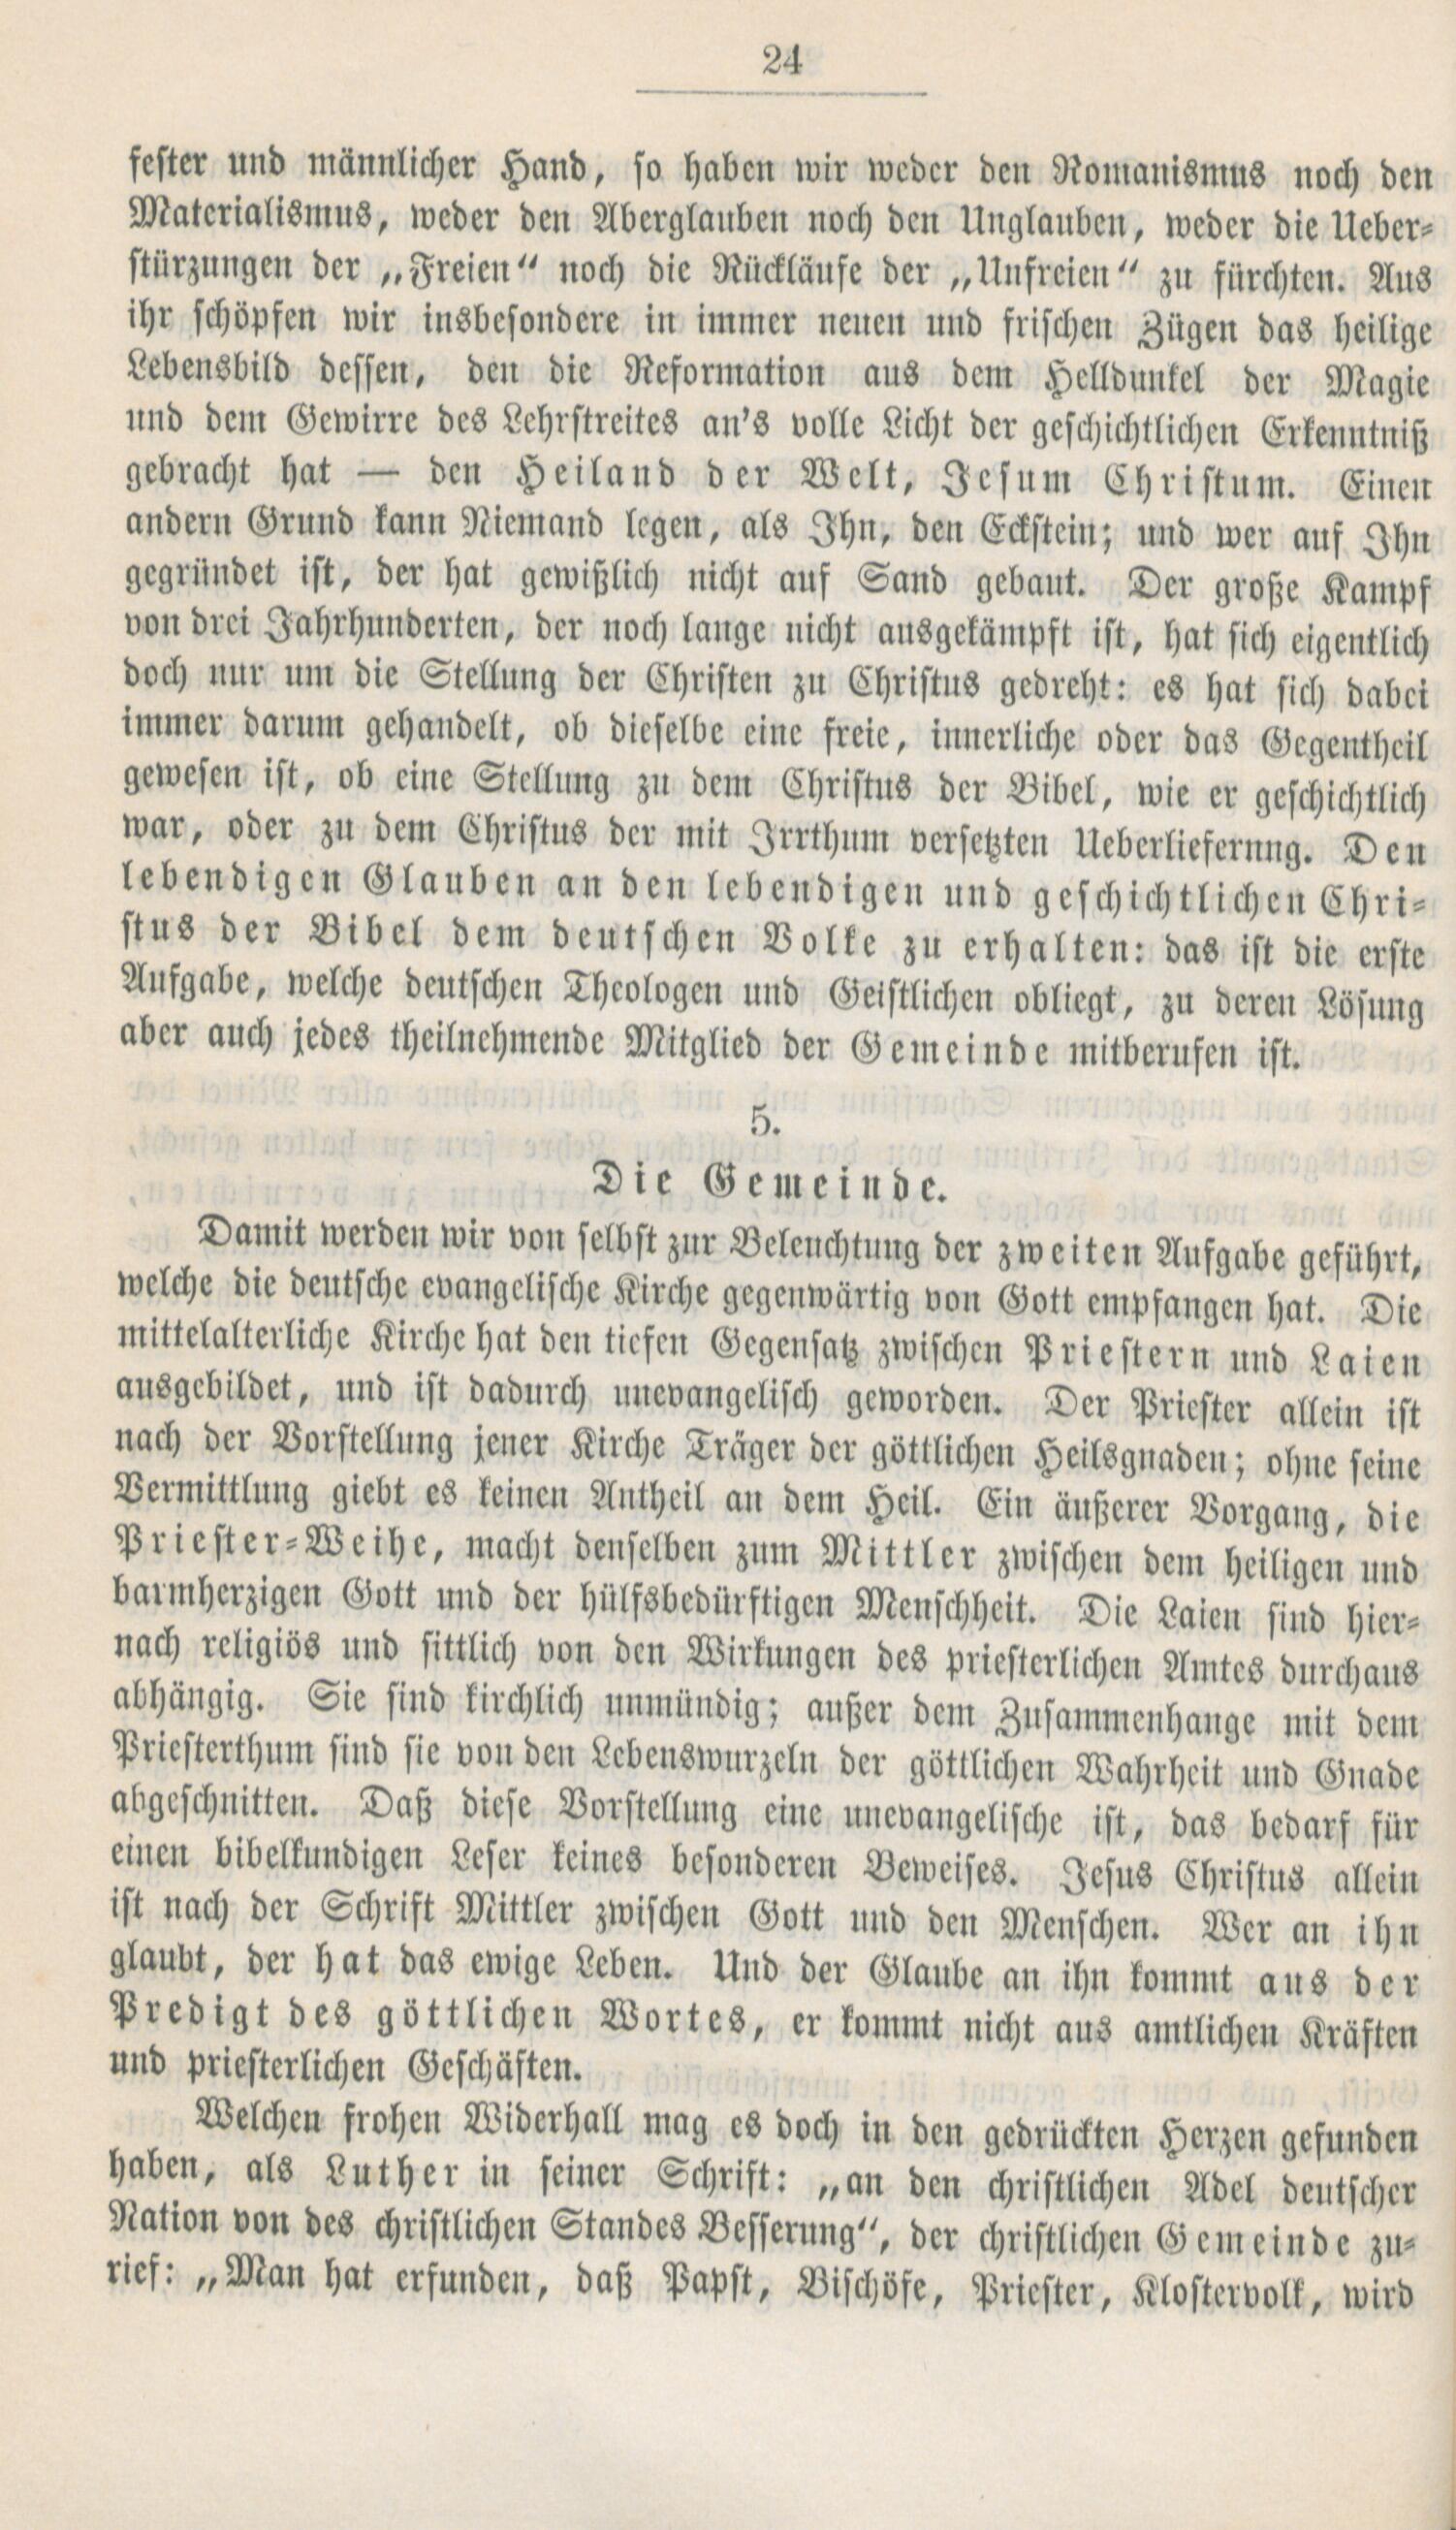 24
fester und männlicher Hand, so haben wir weder den Romanismus noch den
Materialismus, weder den Aberglauben noch den Unglauben, weder die Ueber-
stürzungen der „Freien“ noch die Rückläufe der „Unfreien“ zu fürchten. Aus
ihr schöpfen wir insbesondere in immer neuen und frischen Zügen das heilige
Lebensbild dessen, den die Reformation aus dem Helldunkel der Magie
und dem Gewirre des Lehrstreites an's volle Licht der geschichtlichen Erkenntniß
gebracht hat — den Heiland der Welt, Jesum Christum. Einen
andern Grund kann Niemand legen, als Ihn, den Eckstein; und wer auf Ihn
gegründet ist, der hat gewißlich nicht auf Sand gebaut. Der große Kampf
von drei Jahrhunderten, der noch lange nicht ausgekämpft ist, hat sich eigentlich
doch nur um die Stellung der Christen zu Christus gedreht: es hat sich dabei
immer darum gehandelt, ob dieselbe eine freie, innerliche oder das Gegentheil
gewesen ist, ob eine Stellung zu dem Christus der Bibel, wie er geschichtlich
war, oder zu dem Christus der mit Irrthum versetzten Ueberlieferung. Den
lebendigen Glauben an den lebendigen und geschichtlichen Chri-
stus der Bibel dem deutschen Volke zu erhalten: das ist die erste
Aufgabe, welche deutschen Theologen und Geistlichen obliegt, zu deren Lösung
aber auch jedes theilnehmende Mitglied der Gemeinde mitberufen ist.
5.
Die Gemeinde.
Damit werden wir von selbst zur Beleuchtung der zweiten Aufgabe geführt,
welche die deutsche evangelische Kirche gegenwärtig von Gott empfangen hat. Die
mittelalterliche Kirche hat den tiefen Gegensatz zwischen Priestern und Laien
ausgebildet, und ist dadurch unevangelisch geworden. Der Priester allein ist
nach der Vorstellung jener Kirche Träger der göttlichen Heilsgnaden; ohne seine
Vermittlung giebt es keinen Antheil an dem Heil. Ein äußerer Vorgang, die
Priester-Weihe, macht denselben zum Mittler zwischen dem heiligen und
barmherzigen Gott und der hülfsbedürftigen Menschheit. Die Laien sind hier-
nach religiös und sittlich von den Wirkungen des priesterlichen Amtes durchaus
abhängig. Sie sind kirchlich unmündig; außer dem Zusammenhange mit dem
Priesterthum sind sie von den Lebenswurzeln der göttlichen Wahrheit und Gnade
abgeschnitten. Daß diese Vorstellung eine unevangelische ist, das bedarf für
einen bibelkundigen Leser keines besonderen Beweises. Jesus Christus allein
ist nach der Schrift Mittler zwischen Gott und den Menschen. Wer an ihn
glaubt, der hat das ewige Leben. Und der Glaube an ihn kommt aus der
Predigt des göttlichen Wortes, er kommt nicht aus amtlichen Kräften
und priesterlichen Geschäften.
Welchen frohen Widerhall mag es doch in den gedrückten Herzen gefunden
haben, als Luther in seiner Schrift: „an den christlichen Adel deutscher
Nation von des christlichen Standes Besserung“, der christlichen Gemeinde zu-
rief: „Man hat erfunden, daß Papst, Bischöfe, Priester, Klostervolk, wird